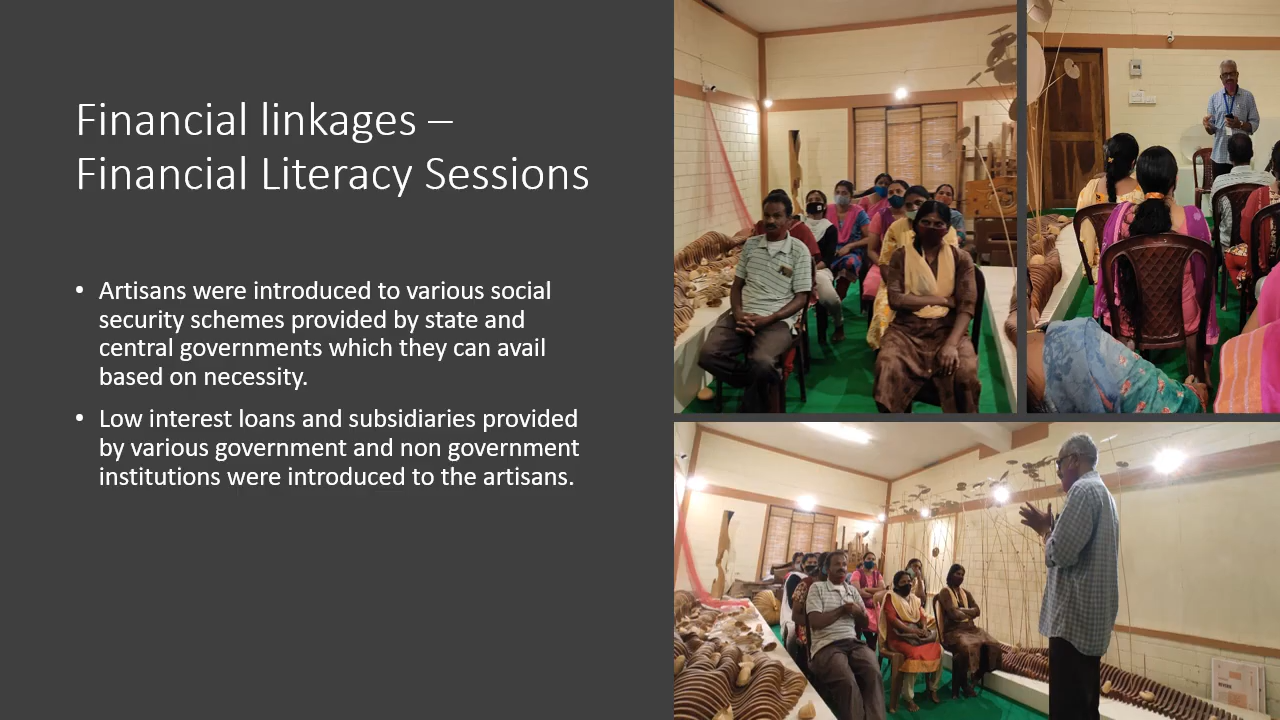 Financial linkages –
Financial Literacy Sessions
• Artisans were introduced to various social
security schemes provided by state and
central governments which they can avail
based on necessity.
• Low interest loans and subsidiaries provided
by various government and non government
institutions were introduced to the artisans.